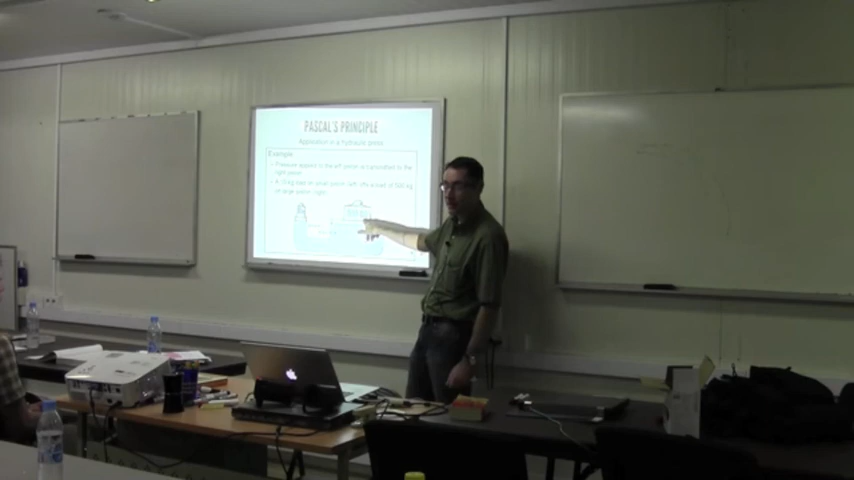 PASCAL'S PRINCIPLE
Application in a hydraulic press
Example:
Pressure applied to the left piston is transmitted to the
right piston.
A 10 kg load on small piston (left) lifts a load of 500 kg
on large piston (right)